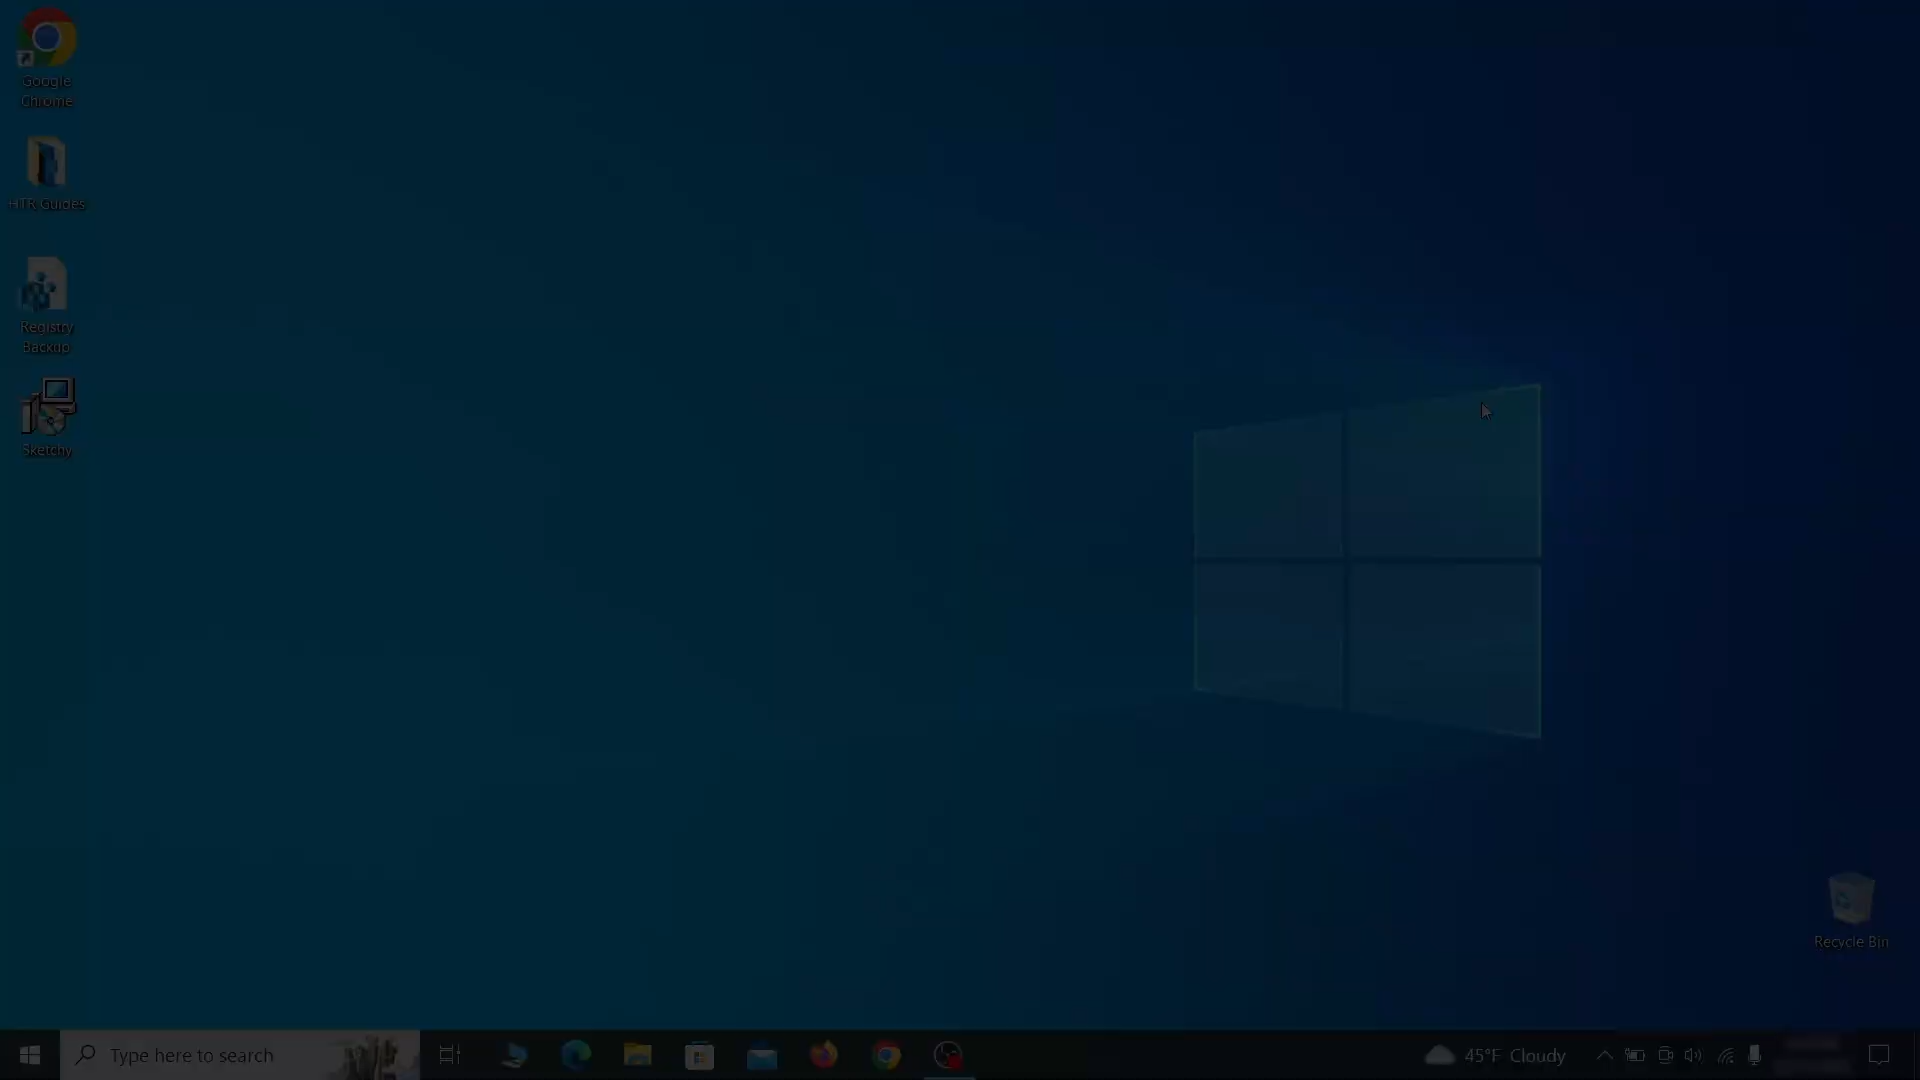 Google
Chrome
HTR Guides
Registry
Backup
Sketchy
Recycle Bin
Type here to search
45°F Cloudy